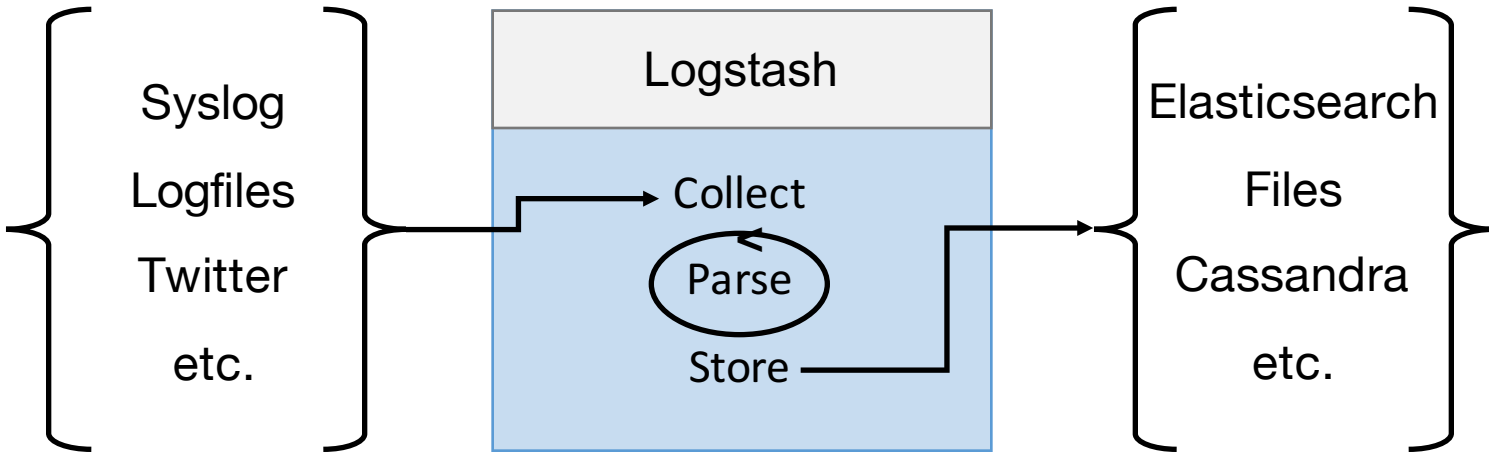 Syslog
Logfiles
Twitter
etc.
Logstash
Collect
Parse
Store
Elasticsearch
Files
Cassandra
etc.